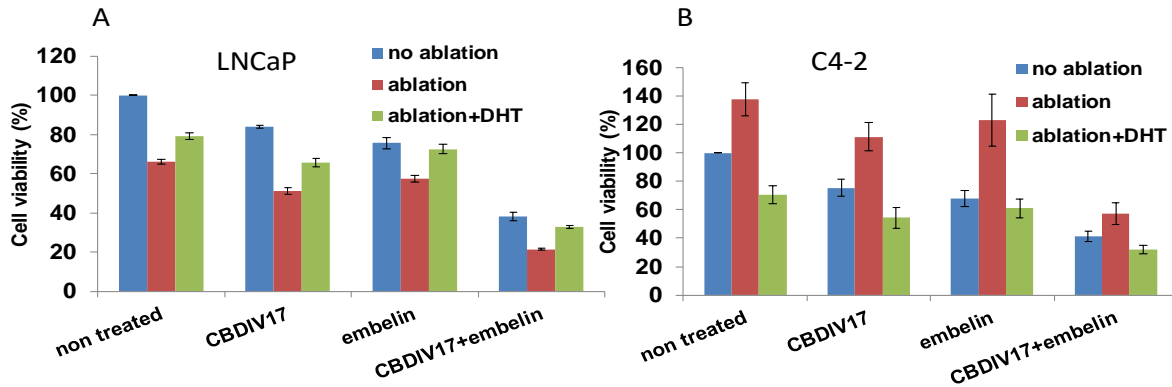 A
LNCaP
no ablation
ablation
ablation+DHT
Cell viability (%)
120
100
80
60
40
20
0
non treated
CBDIV17
embelin
CBDIV17+embelin
B
C4-2
no ablation
ablation
ablation+DHT
Cell viability (%)
160
140
120
100
80
60
40
20
0
non treated
CBDIV17
embelin
CBDIV17+embelin